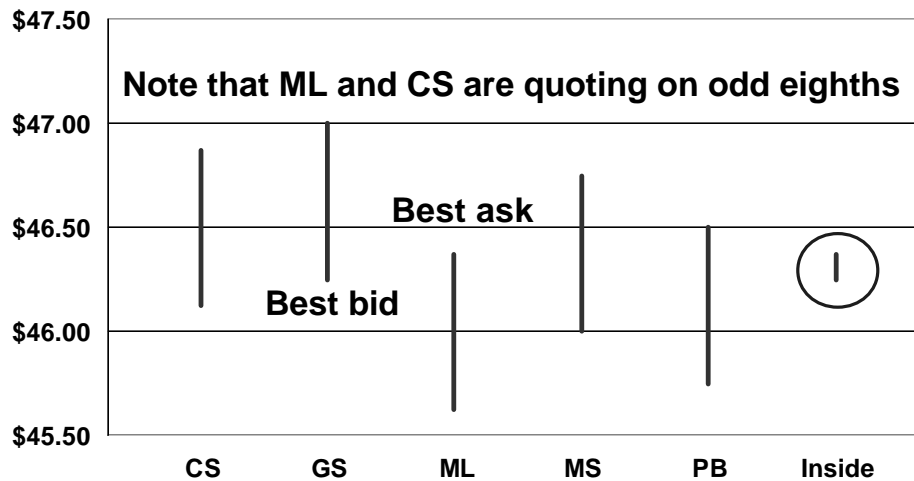 $47.50
Note that ML and CS are quoting on odd eighths
$47.00
Best ask
$46.50
Best bid
$46.00
$45.50
CS GS ML MS PB Inside